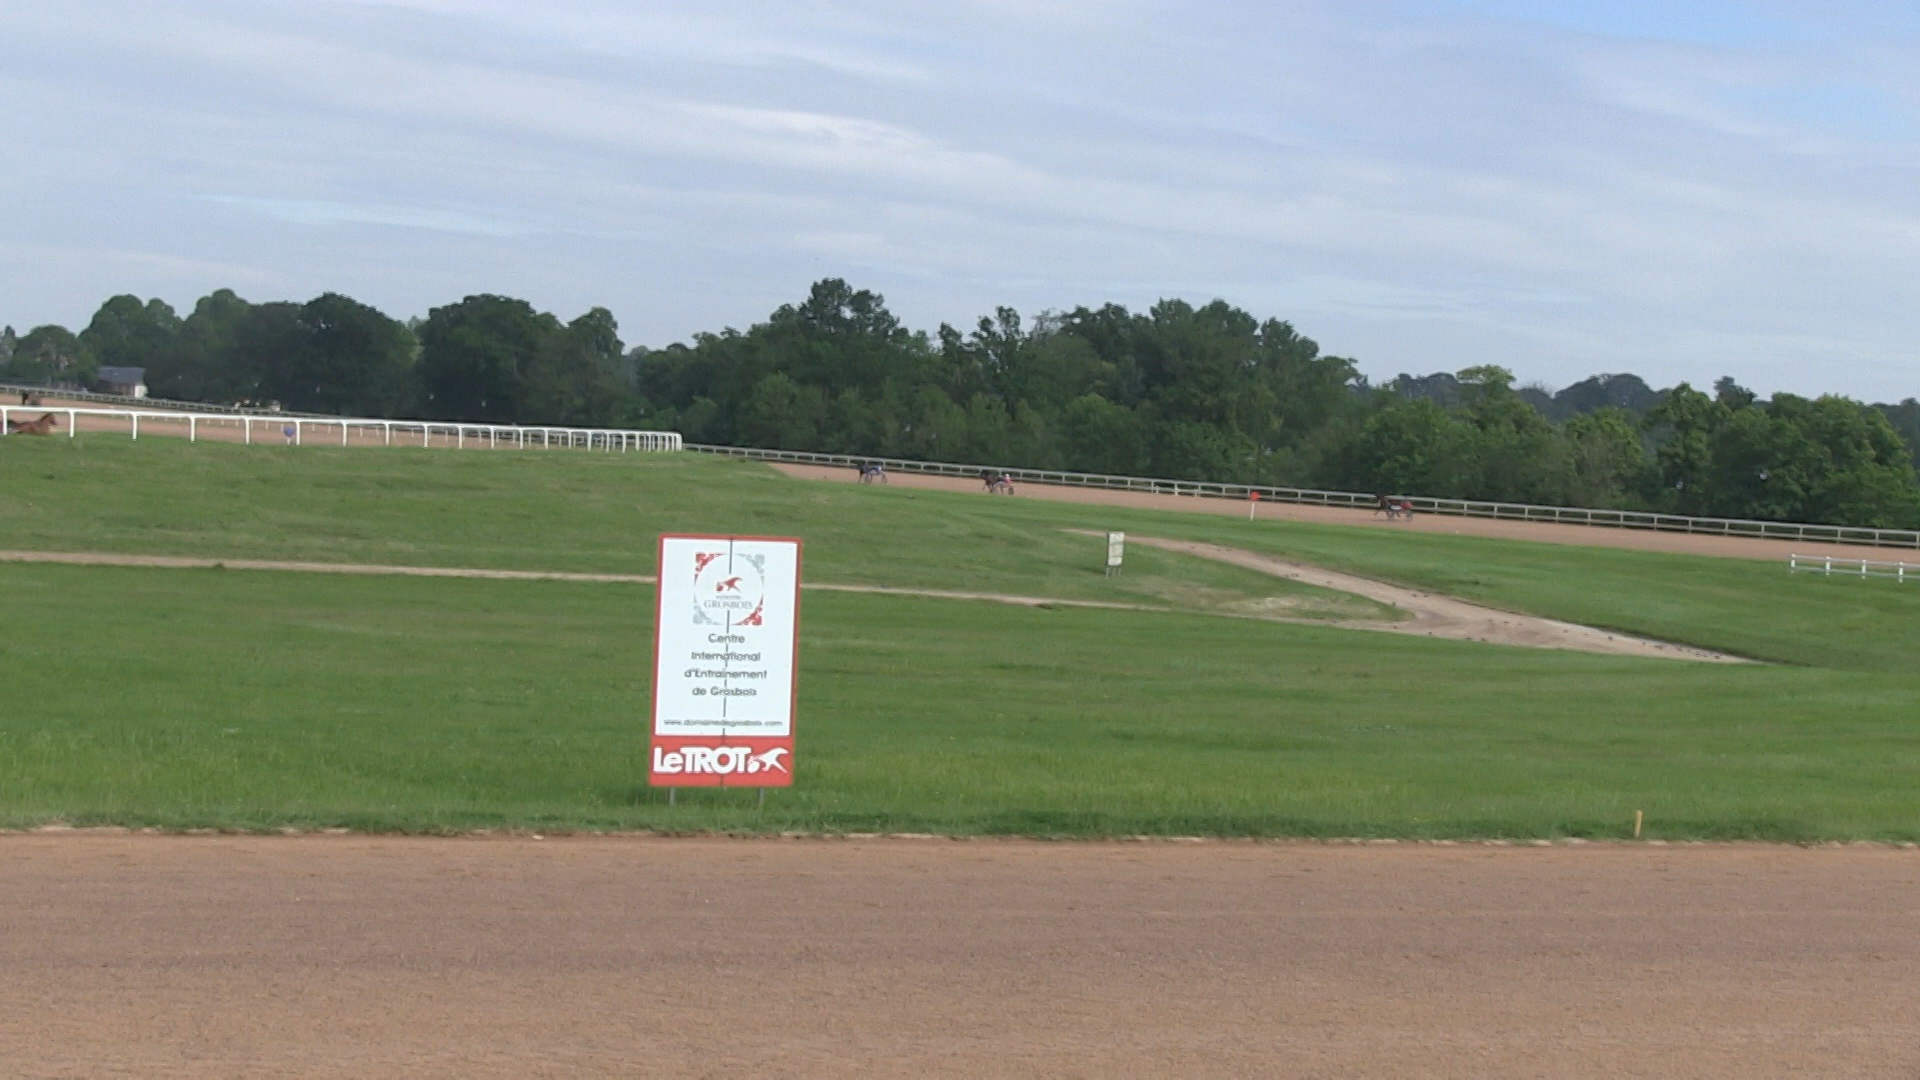 GROSBOIS
Centre
International
d'Entraînement
de Grosbois
www.domainedegrosbois.com
LeTROT